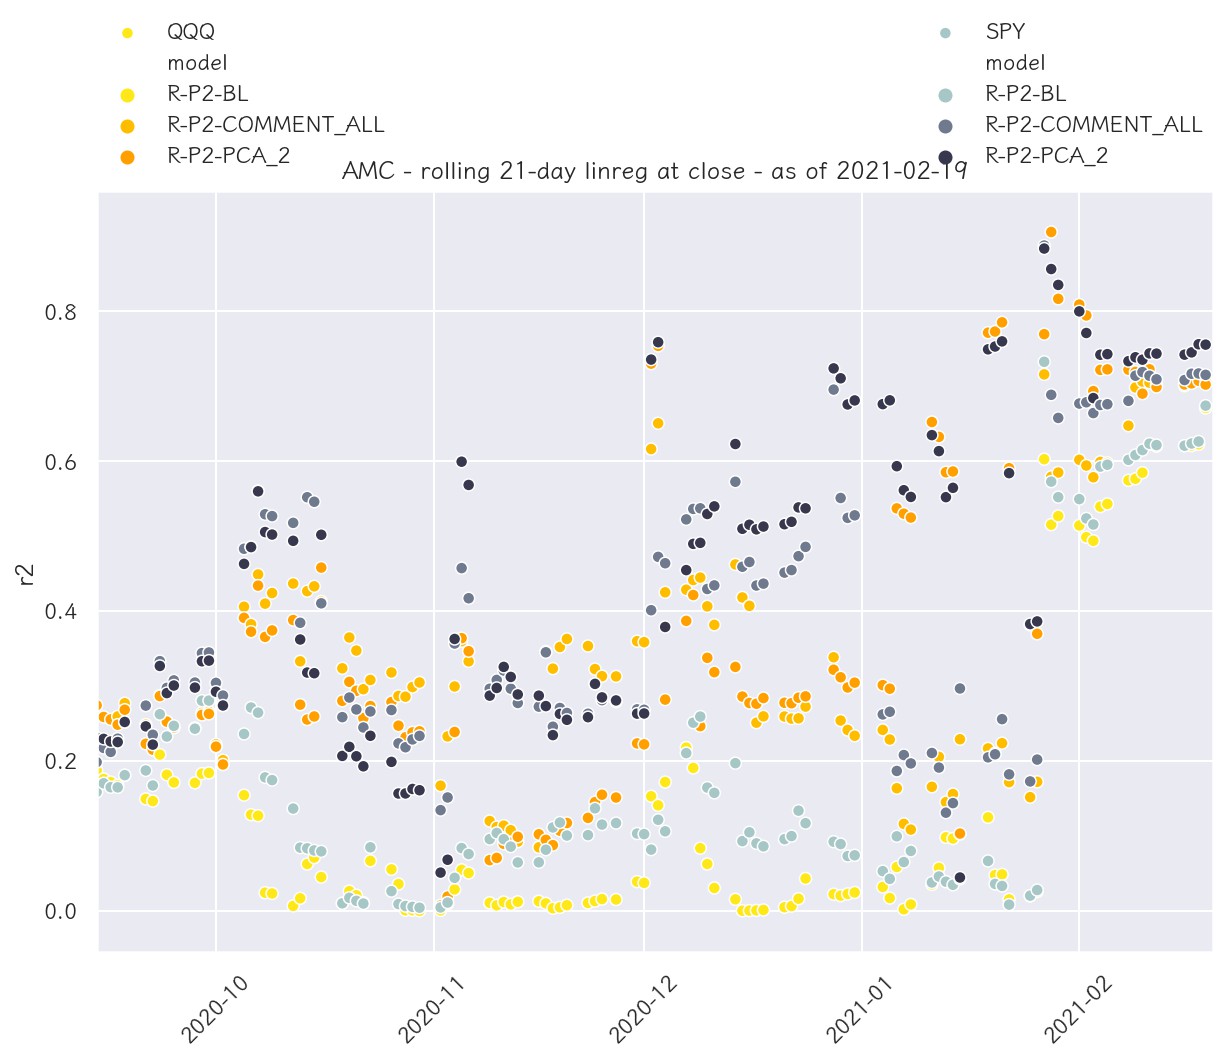 QQQ
model
R-P2-BL
R-P2-COMMENT_ALL
R-P2-PCA_2
SPY
model
R-P2-BL
R-P2-COMMENT_ALL
R-P2-PCA_2
AMC - rolling 21-day linreg at close - as of 2021-02-19
r2
0.8
0.6
0.4
0.2
0.0
2020-10
2020-11
2020-12
2021-01
2021-02